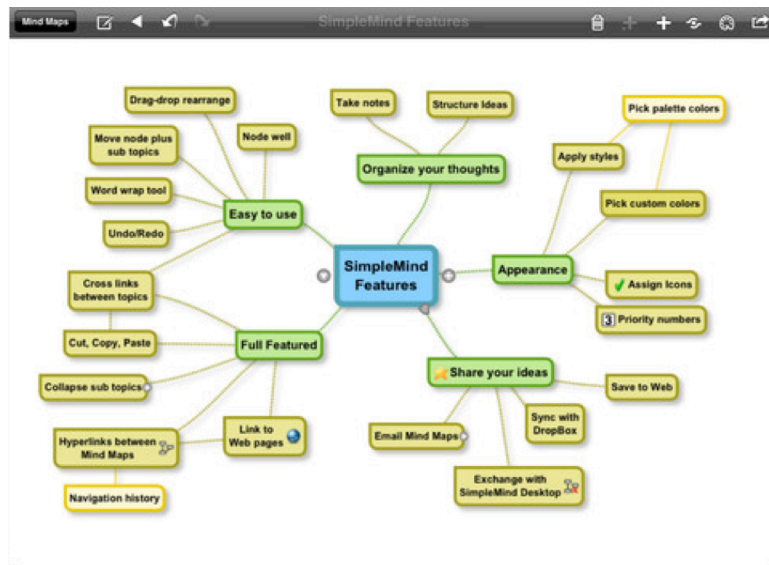 Mind Maps
SimpleMind Features
Drag-drop rearrange
Take notes
Structure Ideas
Pick palette colors
Move node plus
sub topics
Node well
Organize your thoughts
Apply styles
Word wrap tool
Easy to use
Pick custom colors
Undo/Redo
SimpleMind
Features
Appearance
Cross links
between topics
Assign Icons
3 Priority numbers
Cut, Copy, Paste
Full Featured
Share your ideas
Collapse sub topics
Save to Web
Link to
Web pages
Email Mind Maps
Sync with
DropBox
Hyperlinks between
Mind Maps
Exchange with
SimpleMind Desktop
Navigation history